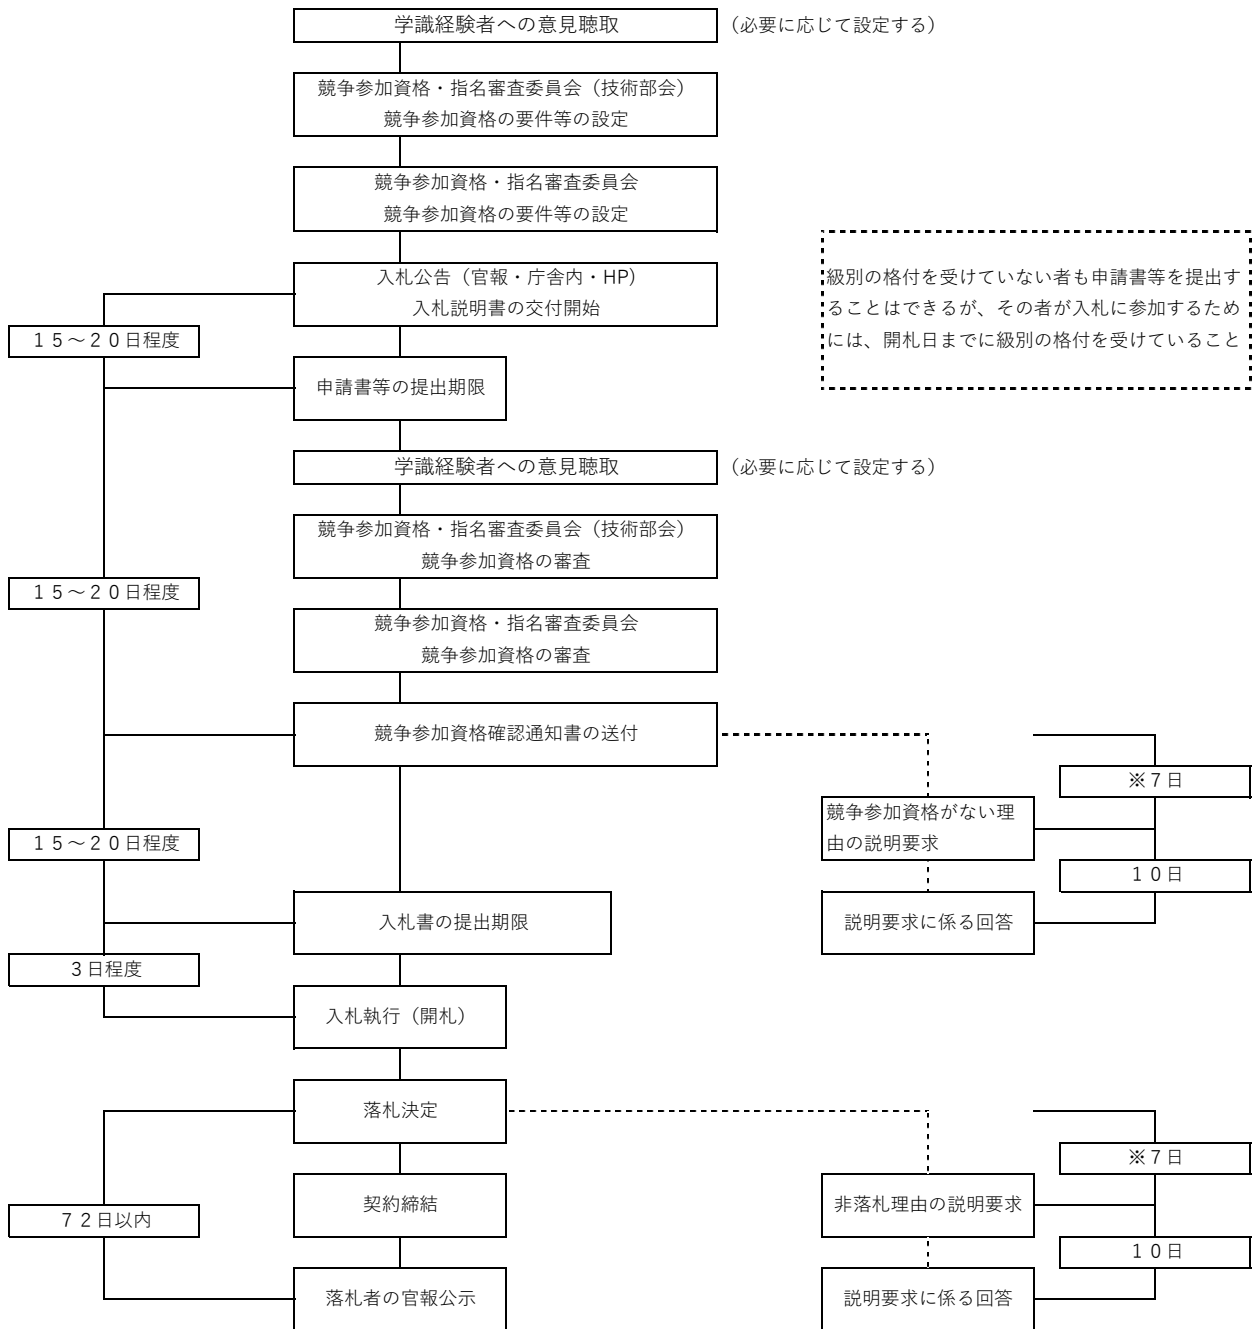 学識経験者への意見聴取
（必要に応じて設定する）
競争参加資格・指名審査委員会（技術部会）
競争参加資格の要件等の設定
競争参加資格・指名審査委員会
競争参加資格の要件等の設定
入札公告（官報・庁舎内・HP）
入札説明書の交付開始
級別の格付を受けていない者も申請書等を提出す
ることはできるが、その者が入札に参加するため
には、開札日までに級別の格付を受けていること
１５～２０日程度
申請書等の提出期限
学識経験者への意見聴取
（必要に応じて設定する）
競争参加資格・指名審査委員会（技術部会）
競争参加資格の審査
１５～２０日程度
競争参加資格・指名審査委員会
競争参加資格の審査
競争参加資格確認通知書の送付
※７日
競争参加資格がない理
由の説明要求
１５～２０日程度
１０日
入札書の提出期限
説明要求に係る回答
３日程度
入札執行（開札）
落札決定
※７日
契約締結
非落札理由の説明要求
７２日以内
１０日
落札者の官報公示
説明要求に係る回答